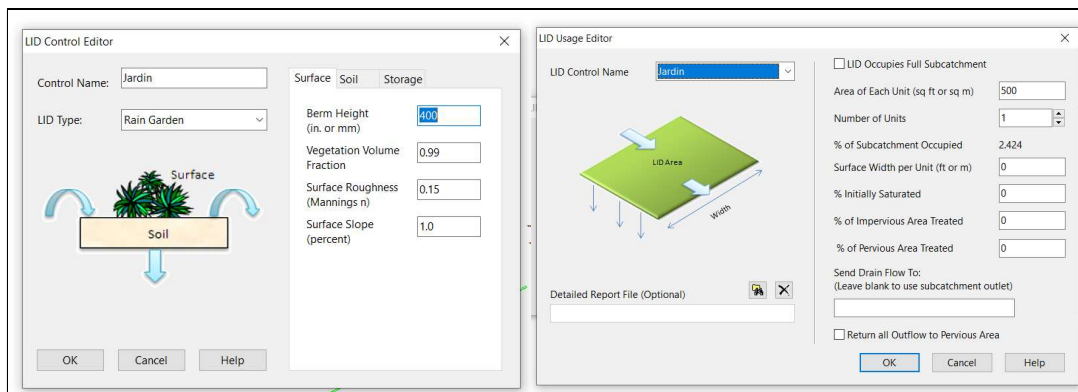 LID Control Editor
Control Name: Jardin
LID Type: Rain Garden
Surface
Soil
Surface Soil Storage
Berm Height 400
(in. or mm)
Vegetation Volume 0.99
Fraction
Surface Roughness 0.15
(Mannings n)
Surface Slope 1.0
(percent)
OK Cancel Help
LID Usage Editor
LID Control Name Jardin
LID Area
Width
Detailed Report File (Optional)
LID Occupies Full Subcatchment
Area of Each Unit (sq ft or sq m) 500
Number of Units 1
% of Subcatchment Occupied 2.424
Surface Width per Unit (ft or m) 0
% Initially Saturated 0
% of Impervious Area Treated 0
% of Pervious Area Treated 0
Send Drain Flow To:
(Leave blank to use subcatchment outlet)
Return all Outflow to Pervious Area
OK Cancel Help